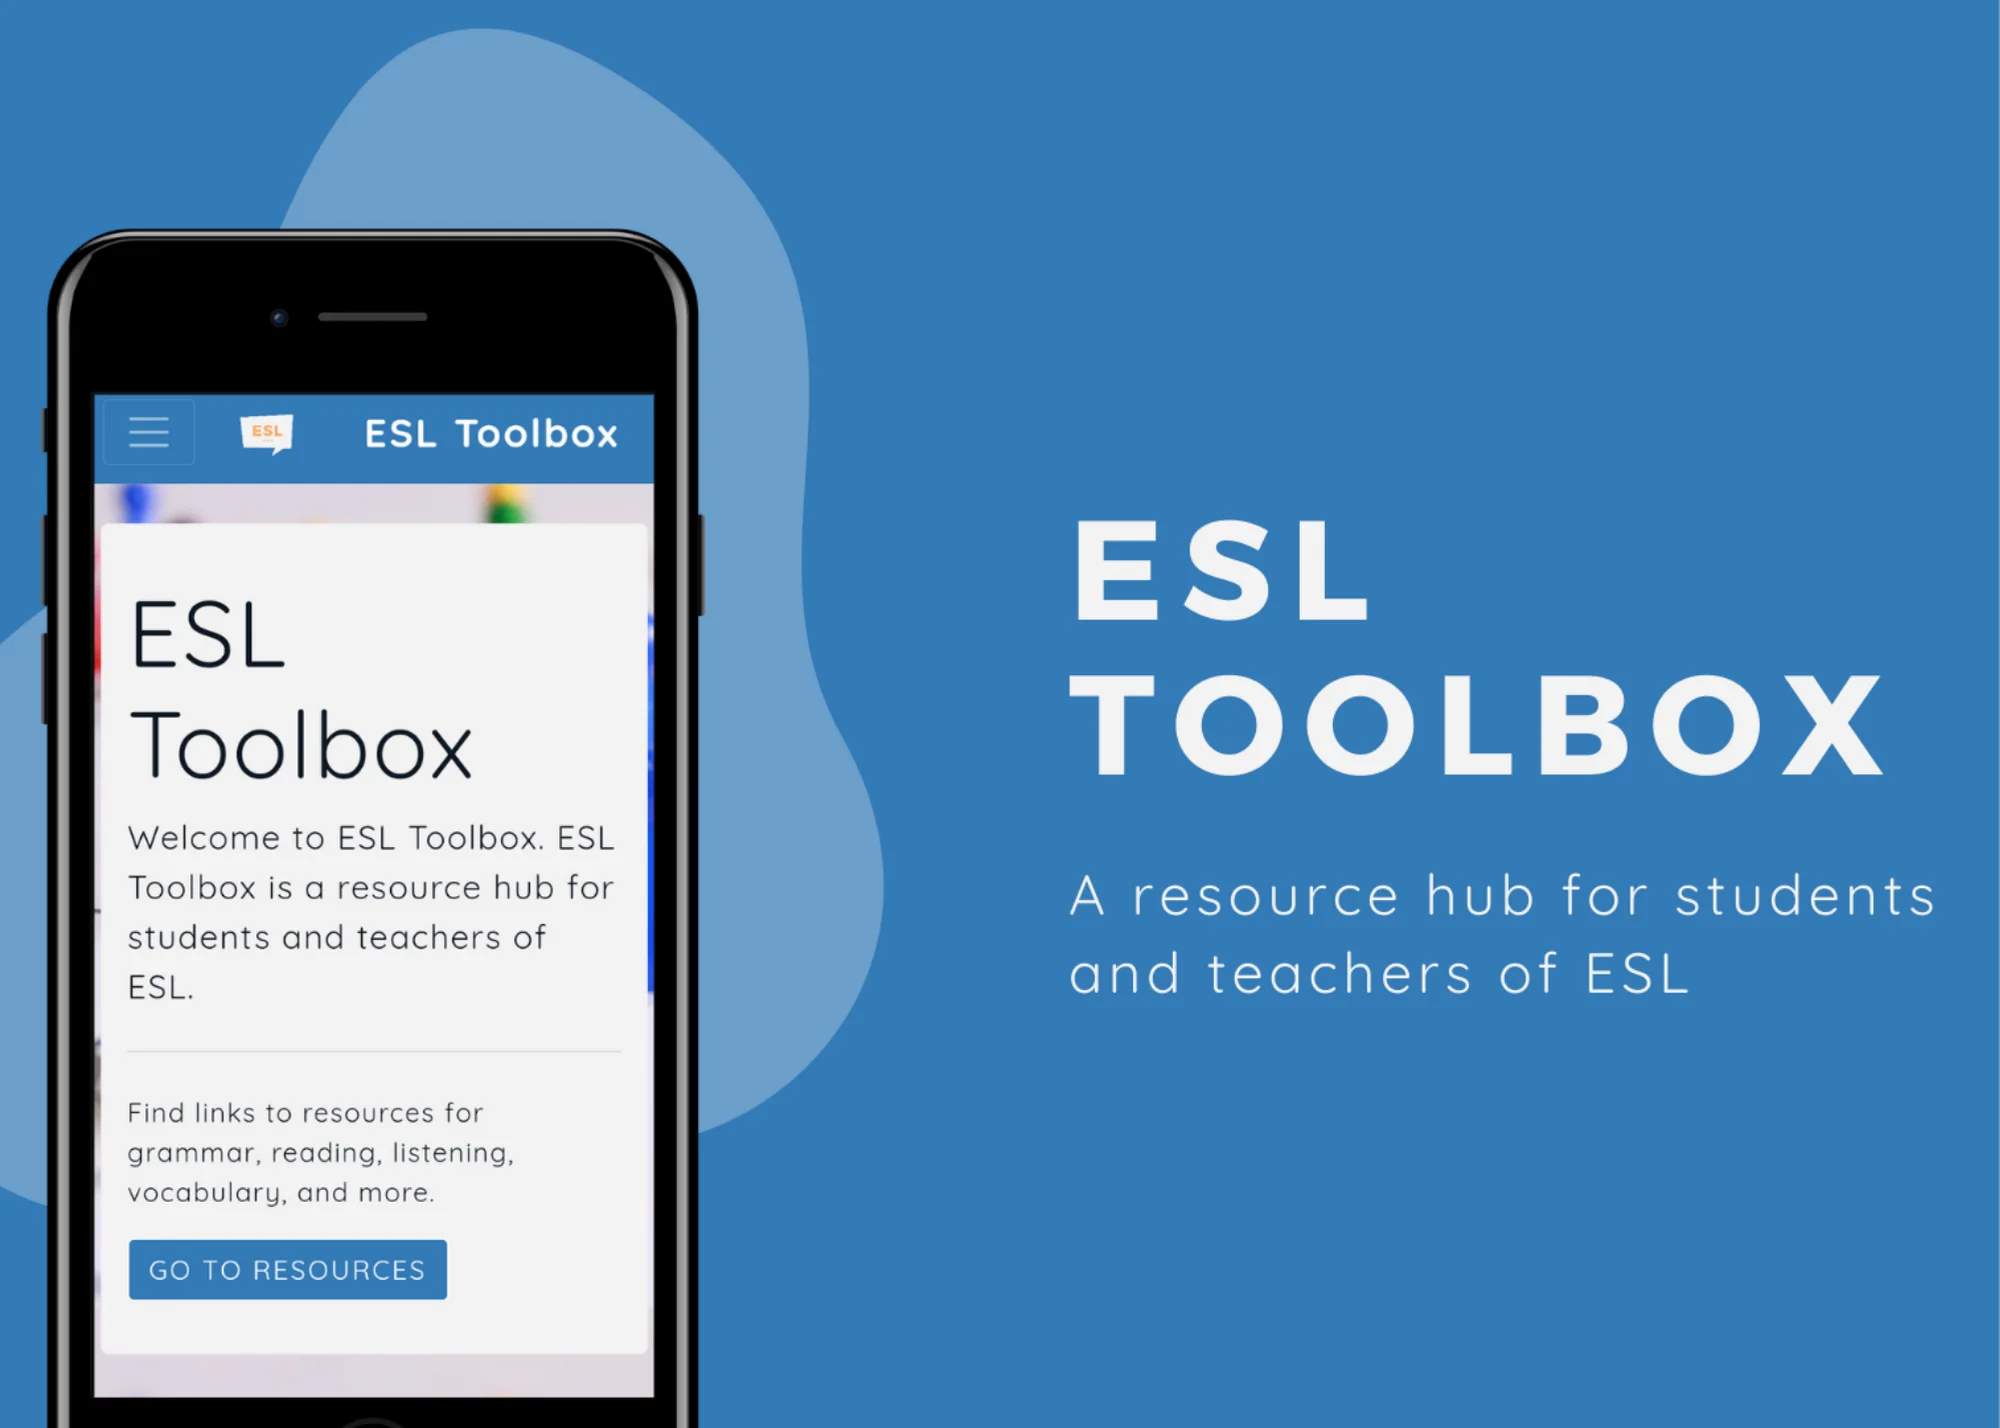 ESL
ESL Toolbox
ESL
Toolbox
Welcome to ESL Toolbox. ESL
Toolbox is a resource hub for
students and teachers of
ESL.
Find links to resources for
grammar, reading, listening,
vocabulary, and more.
GO TO RESOURCES
ESL
TOOLBOX
A resource hub for students
and teachers of ESL